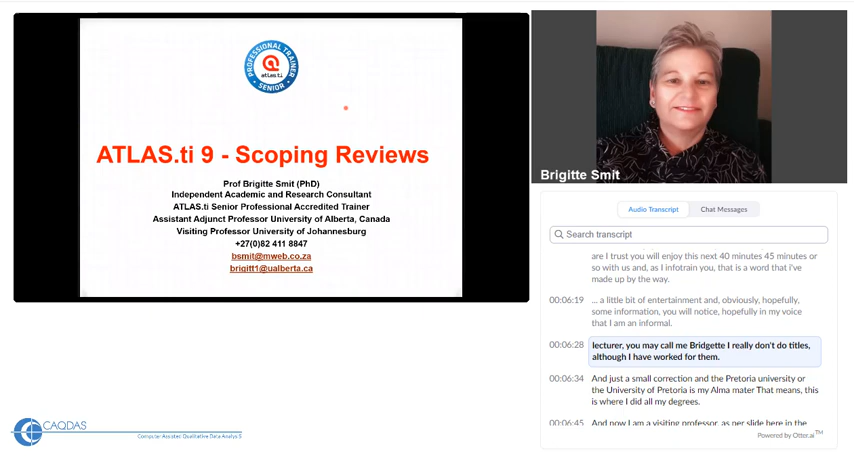 PROFESSIONAL TRAINER
atlas.ti
SENIOR
ATLAS.ti 9 - Scoping Reviews
Prof Brigitte Smit (PhD)
Independent Academic and Research Consultant
ATLAS.ti Senior Professional Accredited Trainer
Assistant Adjunct Professor University of Alberta, Canada
Visiting Professor University of Johannesburg
+27(0)82 411 8847
bsmit@mweb.co.za
brigitt1@ualberta.ca
Brigitte Smit
Audio Transcript
Chat Messages
Search transcript
are I trust you will enjoy this next 40 minutes 45 minutes or
so with us and, as I infotrain you, that is a word that i've
made up by the way.
00:06:19
... a little bit of entertainment and, obviously, hopefully,
some information, you will notice, hopefully in my voice
that I am an informal.
00:06:28
lecturer, you may call me Bridgette I really don't do titles,
although I have worked for them.
00:06:34
And just a small correction and the Pretoria university or
the University of Pretoria is my Alma mater That means, this
is where I did all my degrees.
00:06:45
And now I am a visiting professor, as per slide here in the
Powered by Otter.ai TM
CAQDAS
Computer Assisted Qualitative Data Analysis